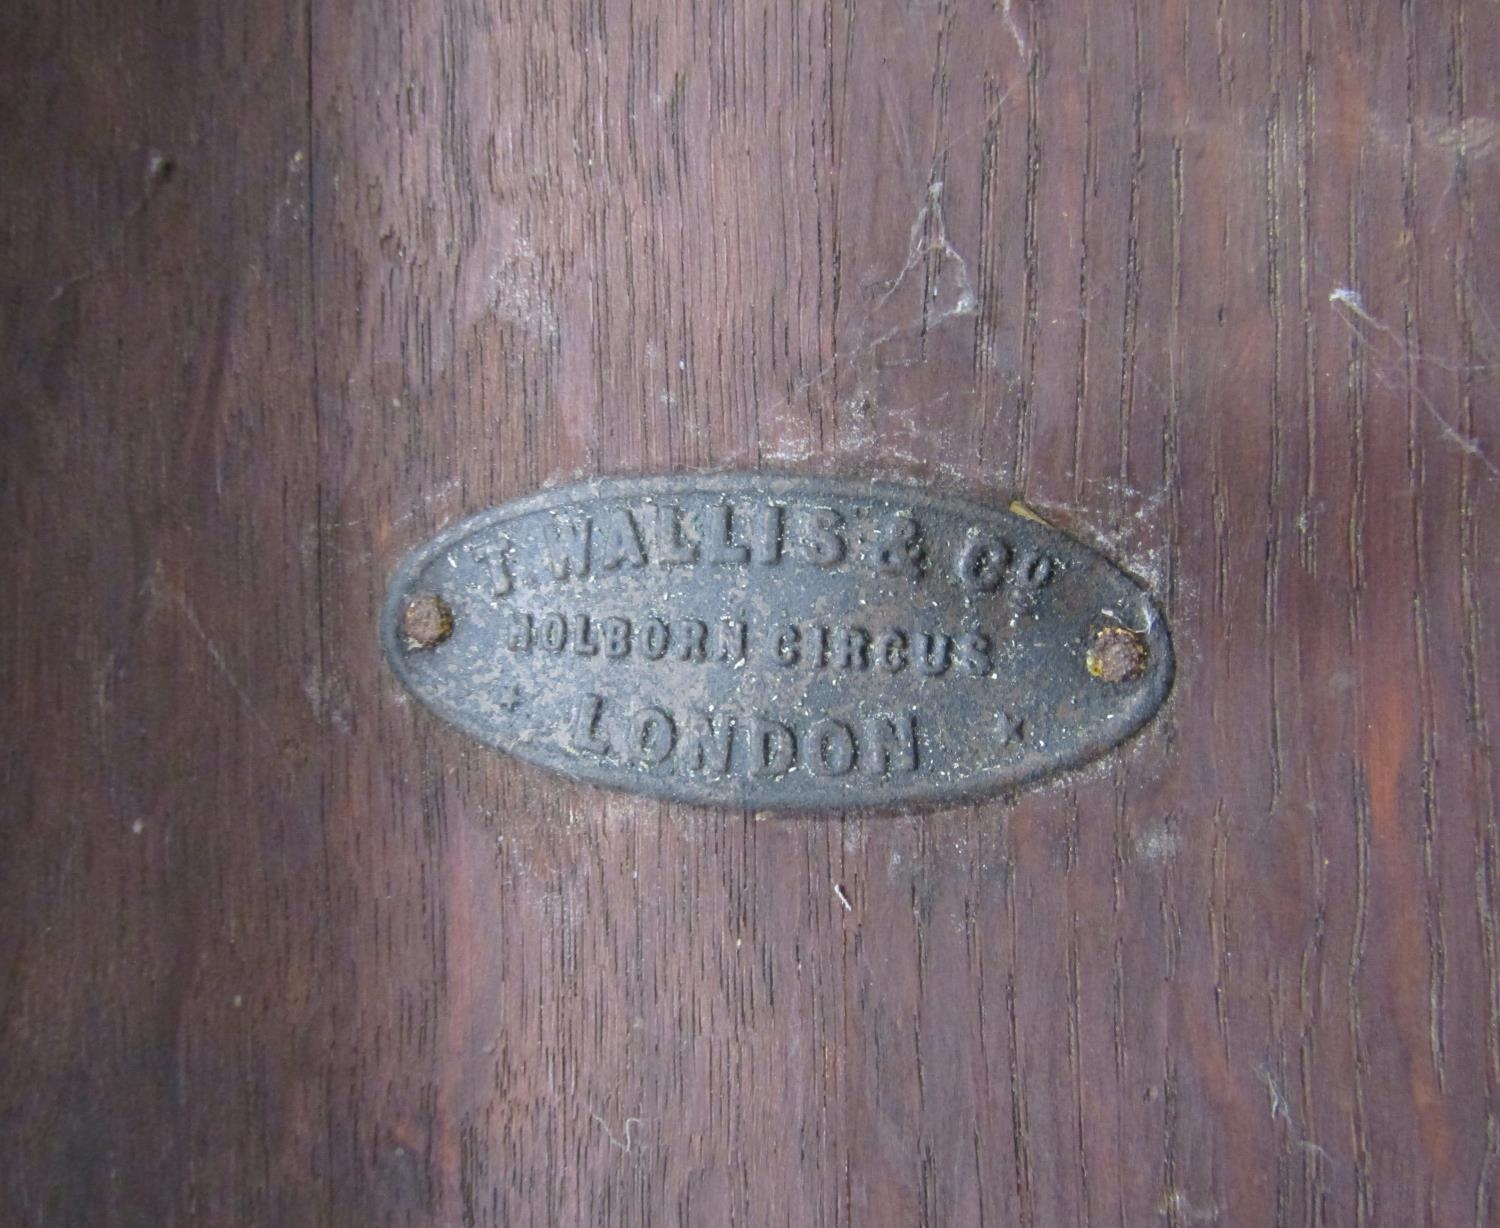 T. WALLIS & Co
HOLBORN CIRCUS
LONDON